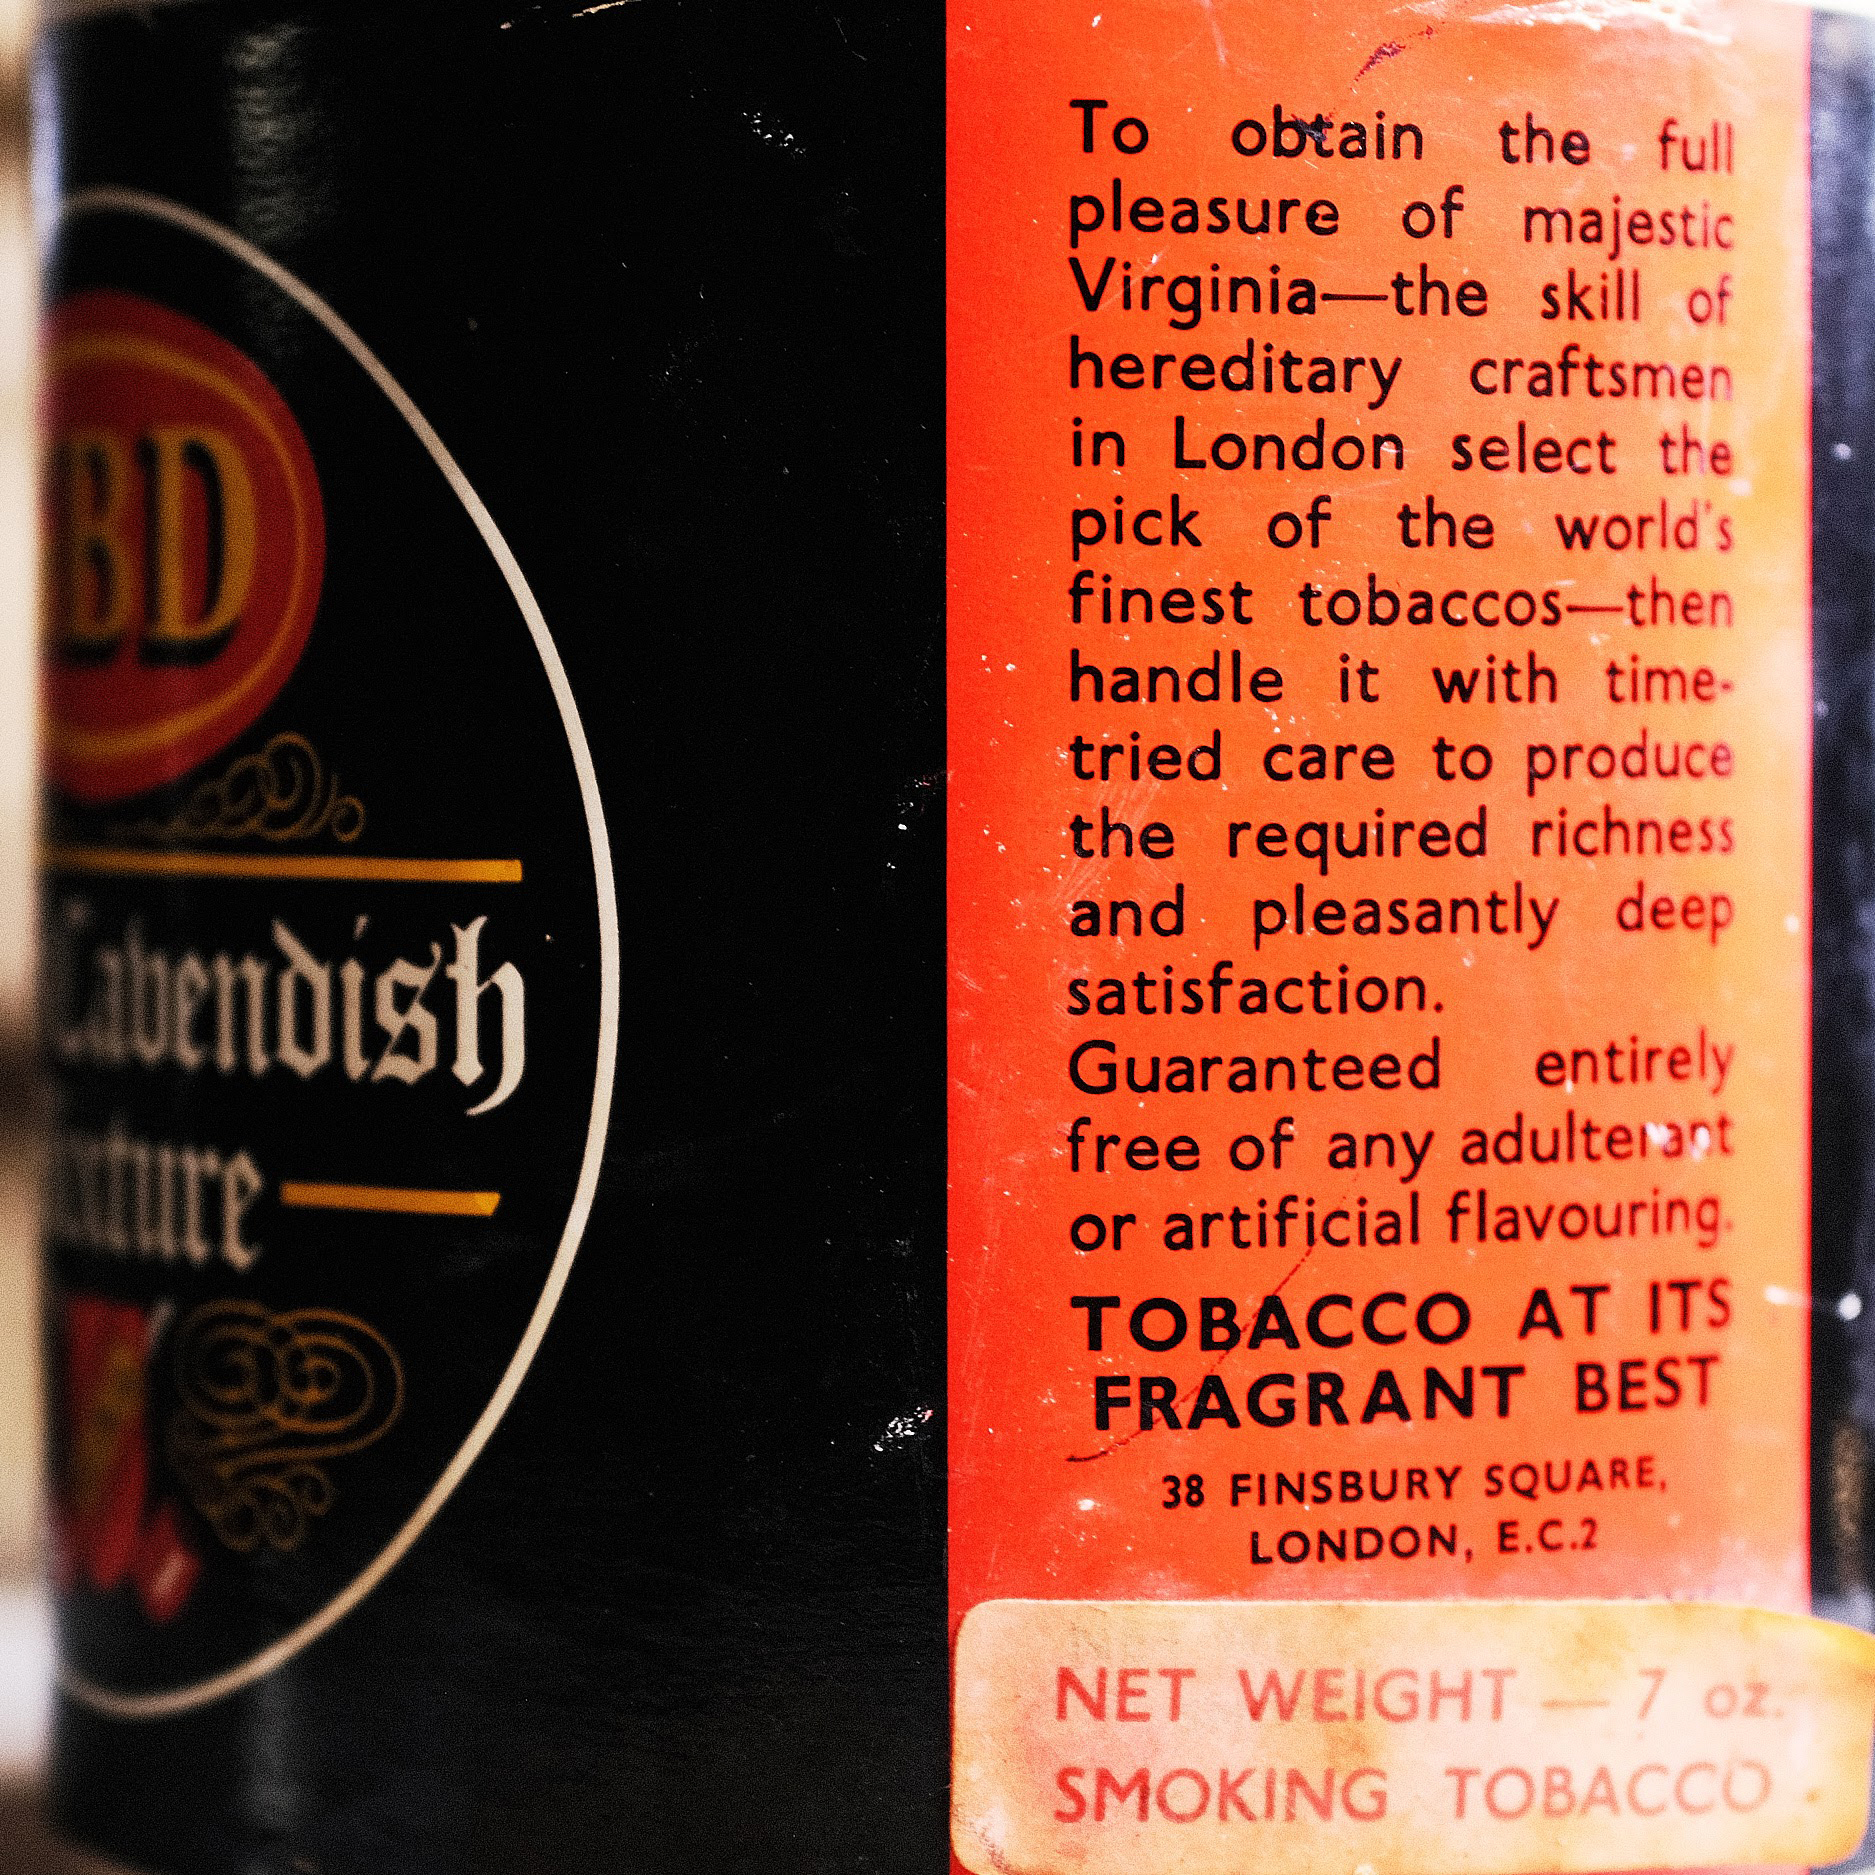 BD
Cavendish
To obtain the full
pleasure of majestic
Virginia—the skill of
hereditary craftsmen
in London select the
pick of the world's
finest tobaccos—then
handle it with time-
tried care to produce
the required richness
and pleasantly deep
satisfaction.
Guaranteed entirely
free of any adulterant
or artificial flavouring.
TOBACCO AT ITS
FRAGRANT BEST
38 FINSBURY SQUARE,
LONDON, E.C.2
NET WEIGHT — 7 oz.
SMOKING TOBACCO